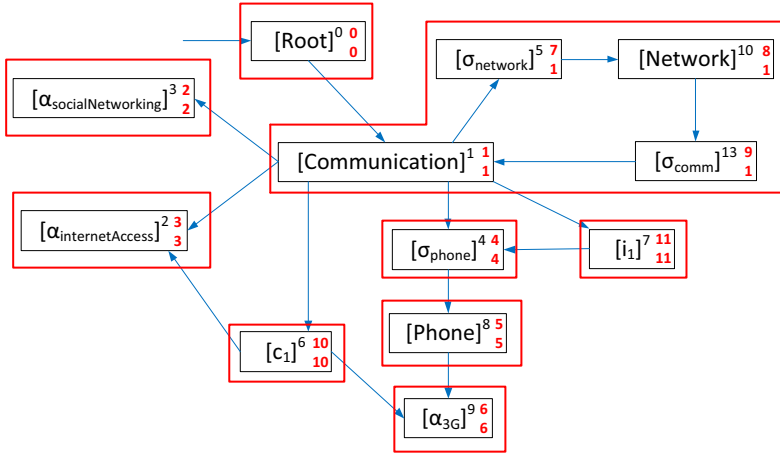 [Root]⁰ 0
0
[σnetwork]⁵ 7
1
[Network]¹⁰ 8
1
[αsocialNetworking]³ 2
2
[Communication]¹ 1
1
[σcomm]¹³ 9
1
[αinternetAccess]² 3
3
[σphone]⁴ 4
4
[i₁]⁷ 11
11
[c₁]⁶ 10
10
[Phone]⁸ 5
5
[α3G]⁹ 6
6